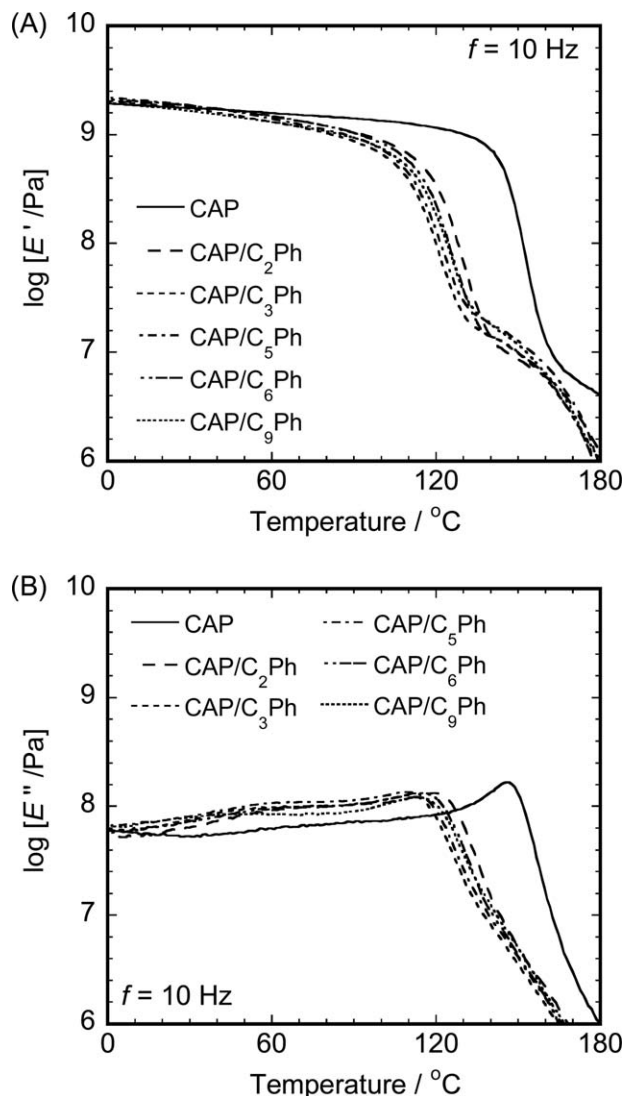 (A)
10
9
8
7
6
log [E' /Pa]
f = 10 Hz
CAP
CAP/C₂Ph
CAP/C₃Ph
CAP/C₅Ph
CAP/C₆Ph
CAP/C₉Ph
0 60 120 180
Temperature / °C
(B)
10
9
8
7
6
log [E" /Pa]
CAP
CAP/C₂Ph
CAP/C₃Ph
CAP/C₅Ph
CAP/C₆Ph
CAP/C₉Ph
f = 10 Hz
0 60 120 180
Temperature / °C